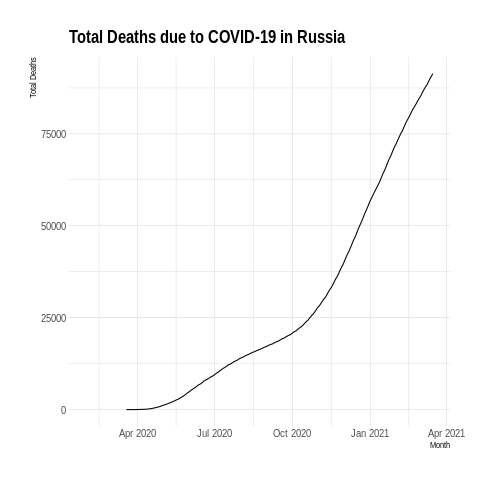 Total Deaths due to COVID-19 in Russia
Total Deaths
75000
50000
25000
0
Apr 2020 Jul 2020 Oct 2020 Jan 2021 Apr 2021
Month